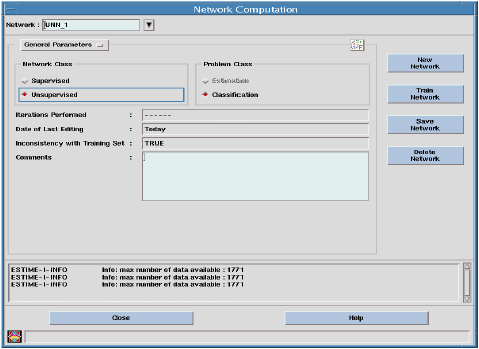 Network Computation
Network : UNN_1
General Parameters
Network Class
Problem Class
Supervised
Estimation
Unsupervised
Classification
New
Network
Train
Network
Save
Network
Delete
Network
Iterations Performed : ------
Date of Last Editing : Today
Inconsistency with Training Set : TRUE
Comments :
ESTIME-I-INFO Info: max number of data available : 1771
ESTIME-I-INFO Info: max number of data available : 1771
ESTIME-I-INFO Info: max number of data available : 1771
Close
Help